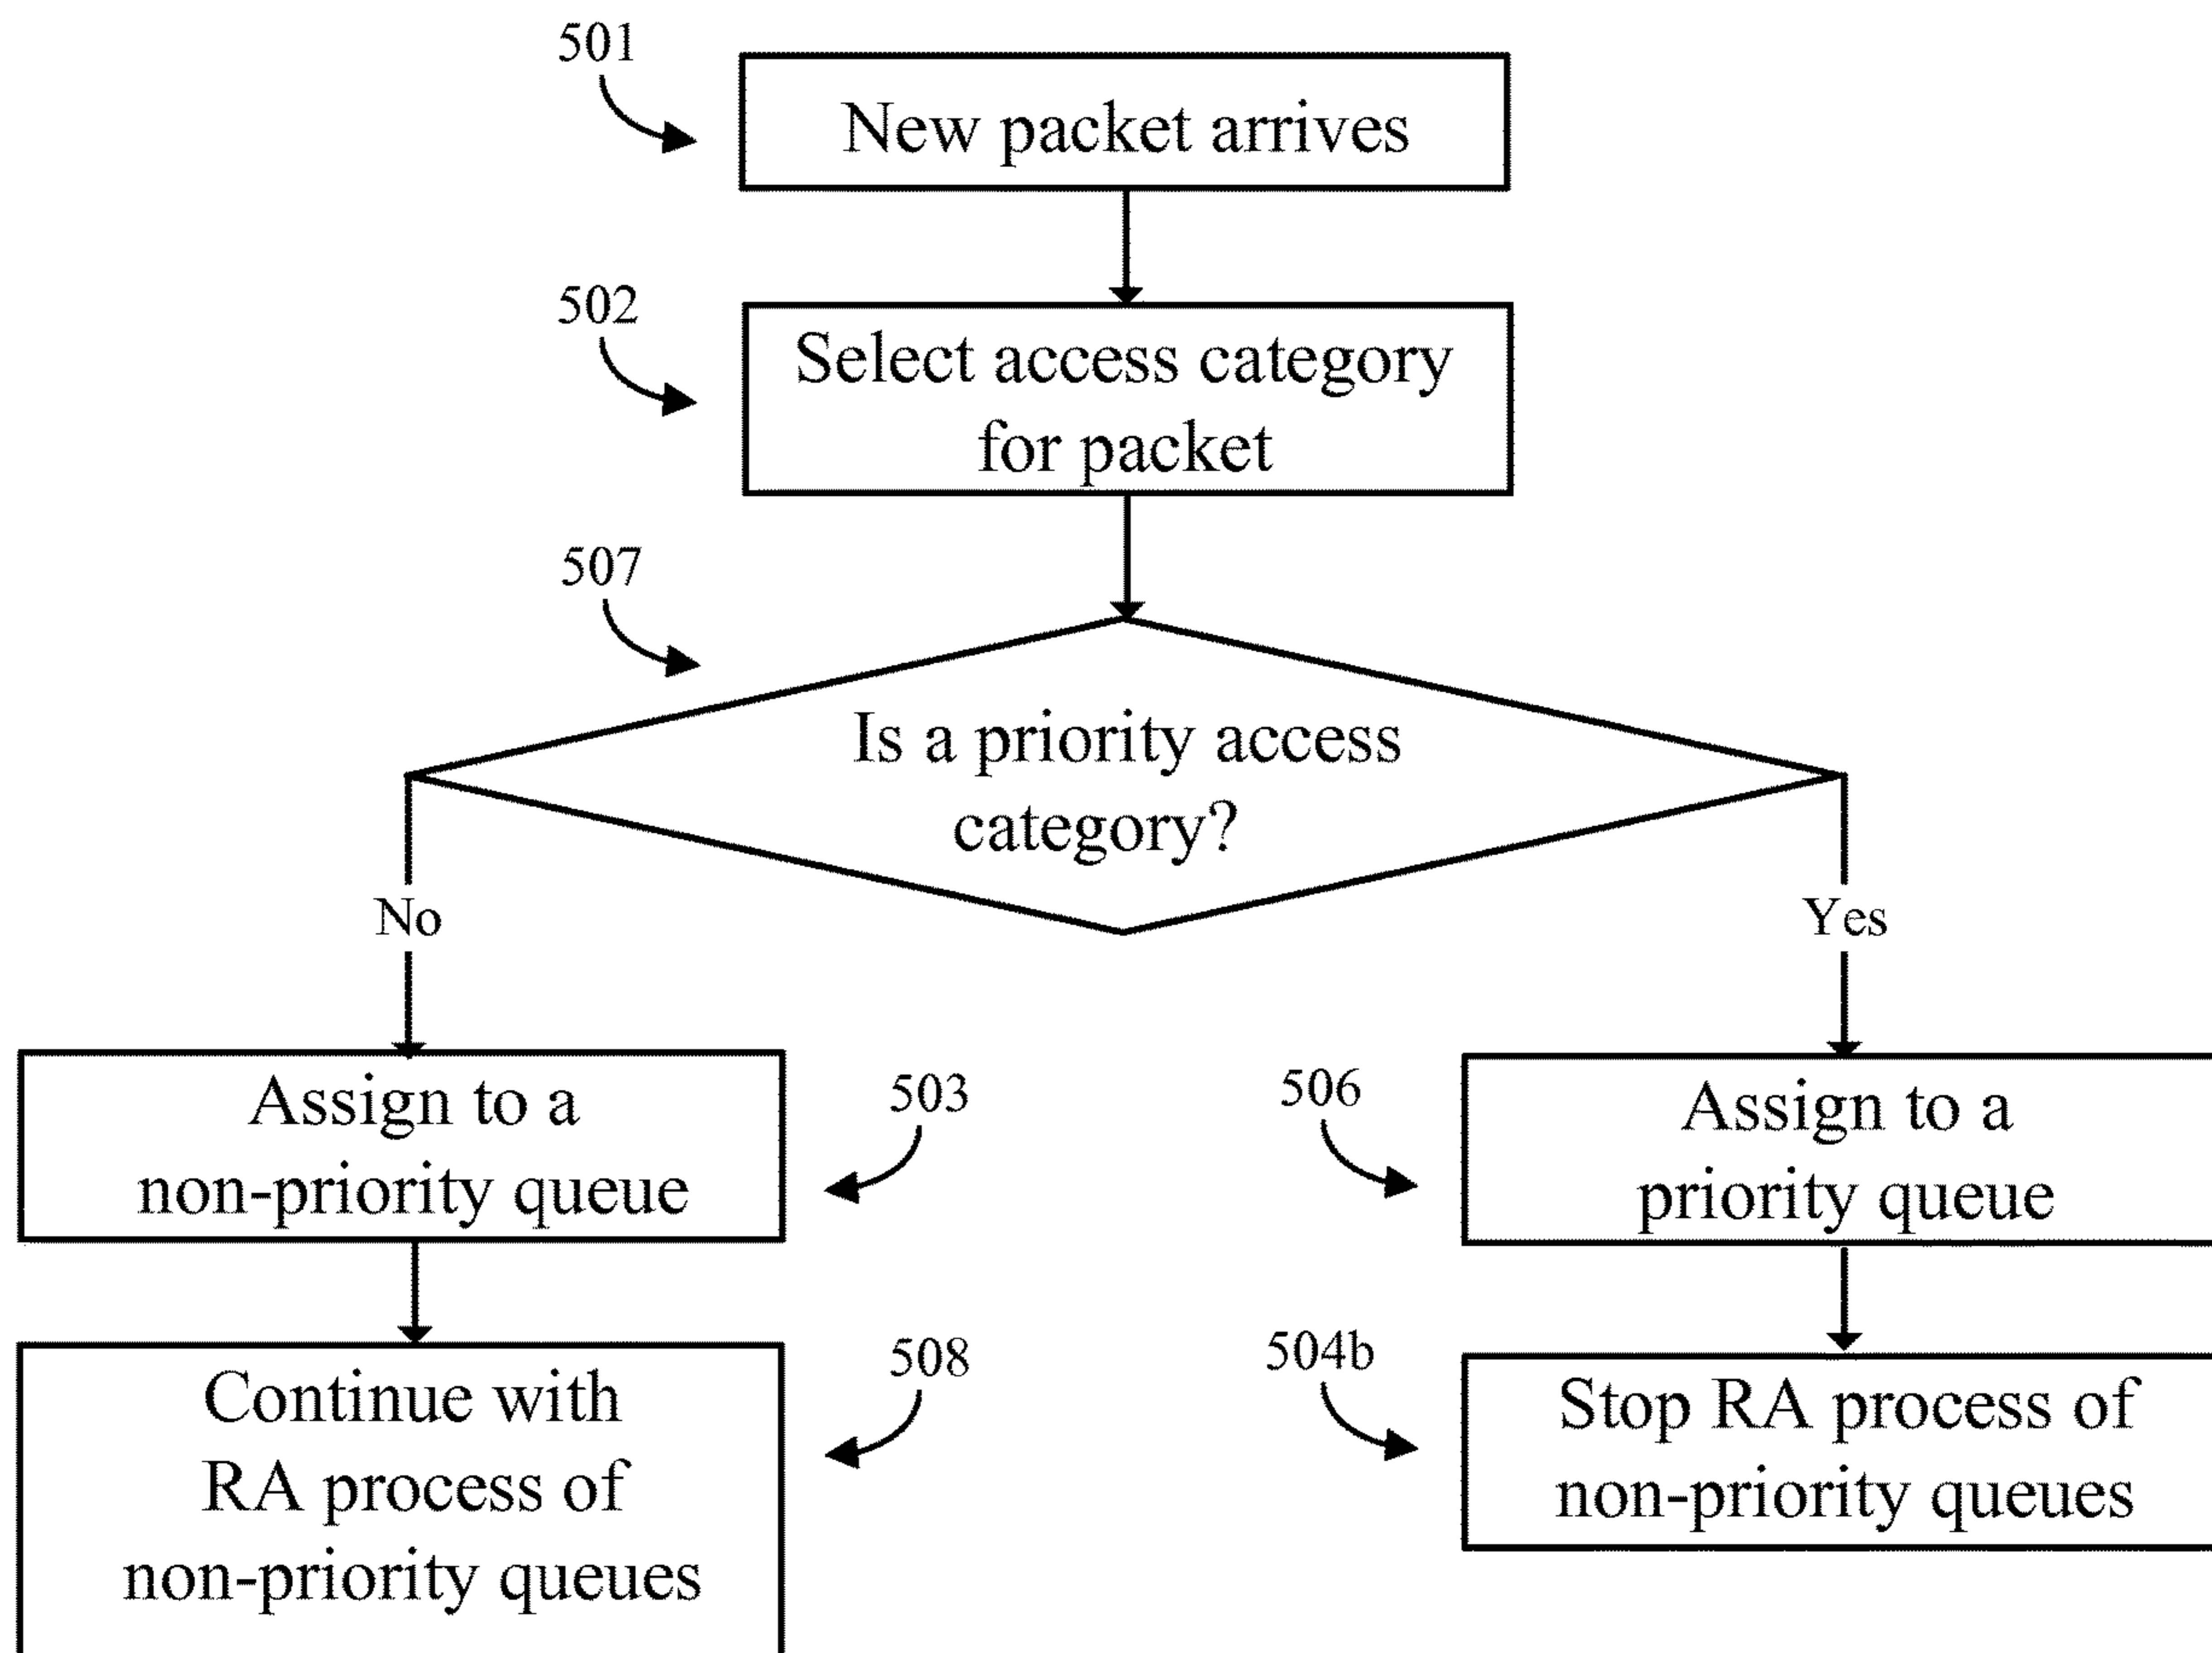 501
New packet arrives
502
Select access category
for packet
507
Is a priority access
category?
No
Yes
Assign to a
non-priority queue
503
506
Assign to a
priority queue
Continue with
RA process of
non-priority queues
508
504b
Stop RA process of
non-priority queues